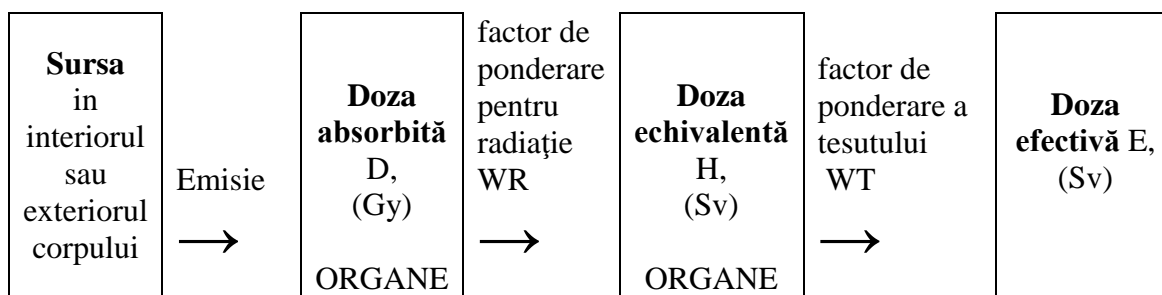 Sursa
in
interiorul
sau
exteriorul
corpului
Emisie
→
Doza
absorbită
D,
(Gy)
ORGANE
factor de
ponderare
pentru
radiaţie
WR
→
Doza
echivalentă
H,
(Sv)
ORGANE
factor de
ponderare a
tesutului
WT
→
Doza
efectivă E,
(Sv)